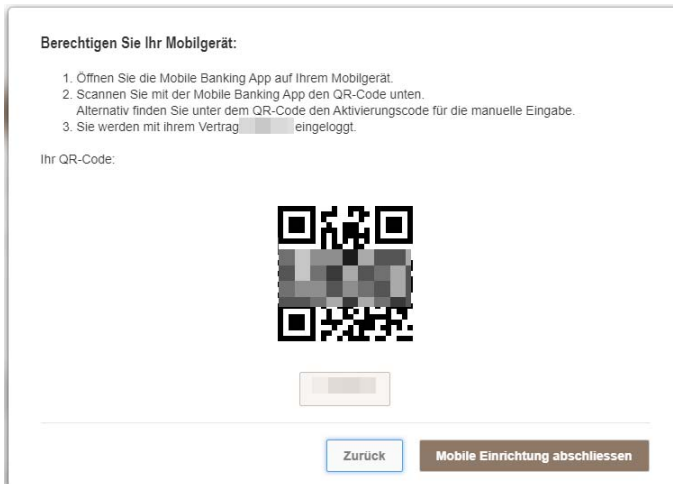 Berechtigen Sie Ihr Mobilgerät:
1. Öffnen Sie die Mobile Banking App auf Ihrem Mobilgerät.
2. Scannen Sie mit der Mobile Banking App den QR-Code unten.
Alternativ finden Sie unter dem QR-Code den Aktivierungscode für die manuelle Eingabe.
3. Sie werden mit ihrem Vertrag eingeloggt.
Ihr QR-Code:
Zurück Mobile Einrichtung abschliessen